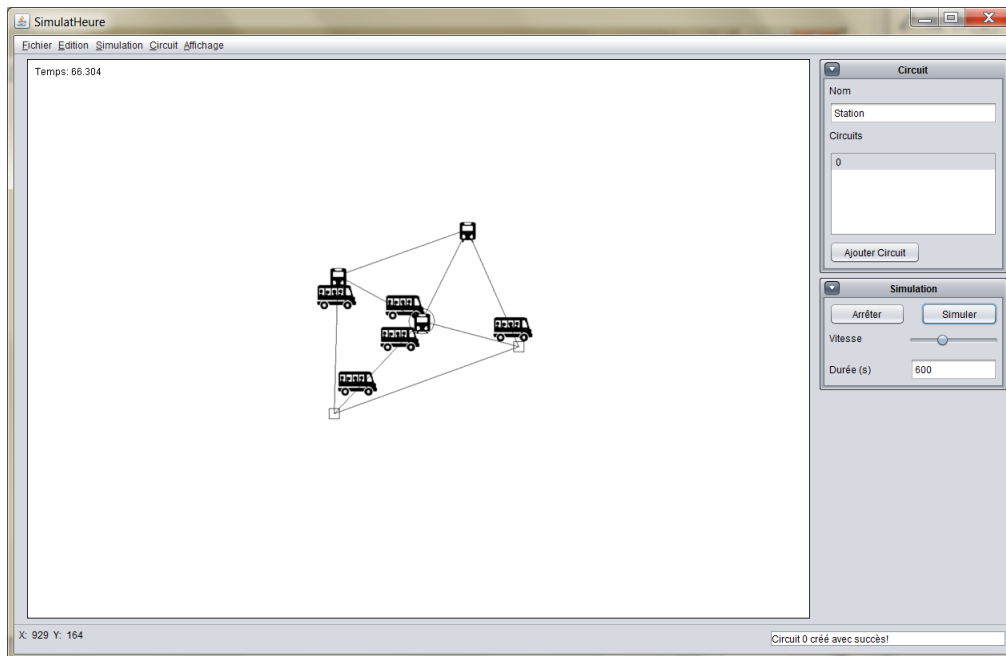 SimulatHeure
Fichier Edition Simulation Circuit Affichage
Temps: 66.304
Circuit
Nom
Station
Circuits
0
Ajouter Circuit
Simulation
Arrêter Simuler
Vitesse
Durée (s) 600
X: 929 Y: 164
Circuit 0 créé avec succès!